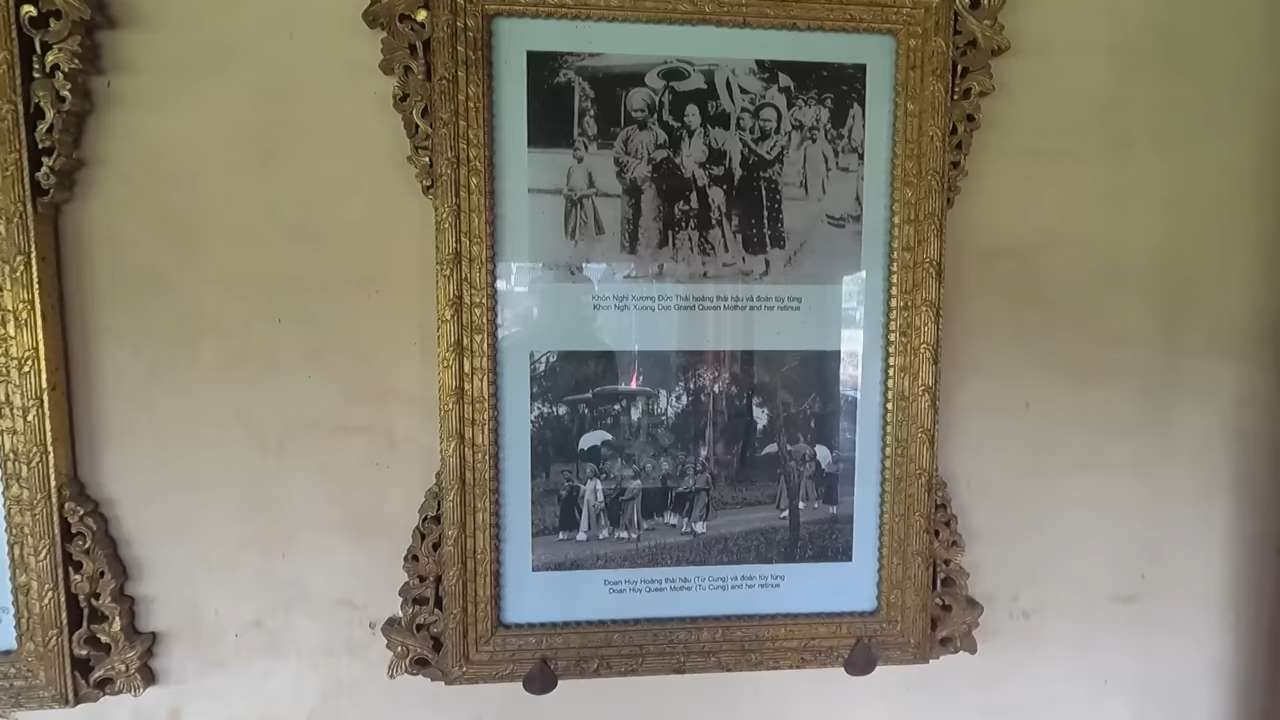 Khôn Nghi Xương Đức Thái hoàng thái hậu và đoàn tùy tùng
Khon Nghi Xuong Duc Grand Queen Mother and her retinue
Đoan Huy Hoàng thái hậu (Từ Cung) và đoàn tùy tùng
Doan Huy Queen Mother (Tu Cung) and her retinue